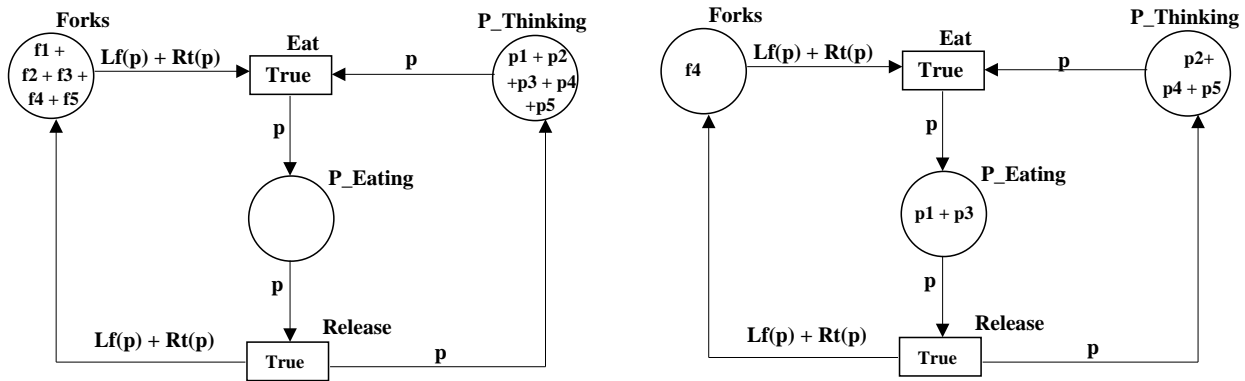 Forks
P_Thinking
Eat
f1 +
f2 + f3 +
f4 + f5
Lf(p) + Rt(p)
True
p
p1 + p2
+p3 + p4
+p5
p
P_Eating
p
Release
Lf(p) + Rt(p)
True
p
Forks
P_Thinking
Eat
f4
Lf(p) + Rt(p)
True
p
p2+
p4 + p5
p
P_Eating
p1 + p3
p
Release
Lf(p) + Rt(p)
True
p